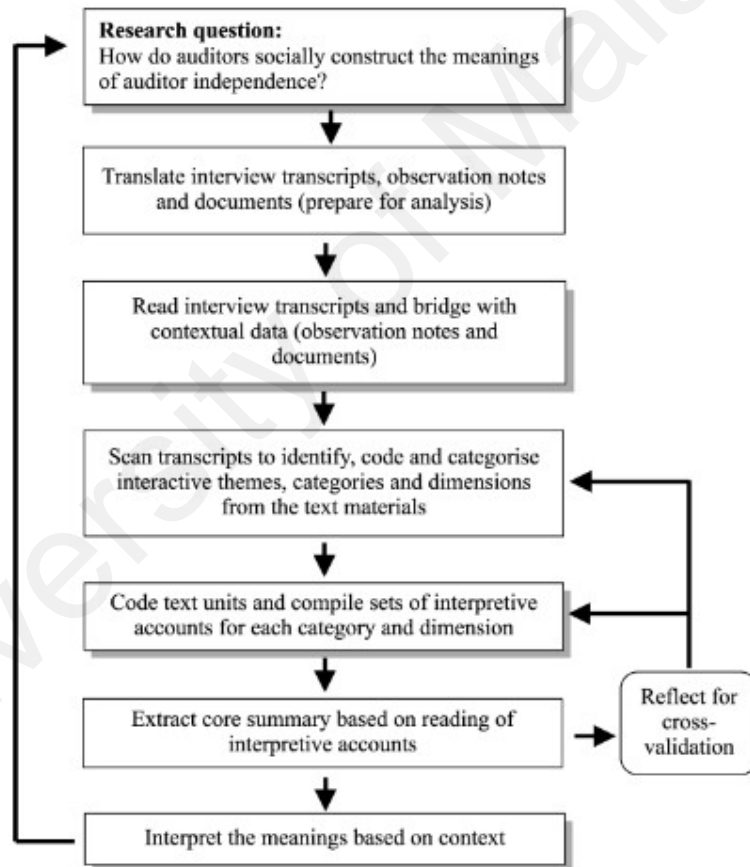 Research question:
How do auditors socially construct the meanings
of auditor independence?
Translate interview transcripts, observation notes
and documents (prepare for analysis)
Read interview transcripts and bridge with
contextual data (observation notes and
documents)
Scan transcripts to identify, code and categorise
interactive themes, categories and dimensions
from the text materials
Code text units and compile sets of interpretive
accounts for each category and dimension
Extract core summary based on reading of
interpretive accounts
Reflect for
cross-
validation
Interpret the meanings based on context